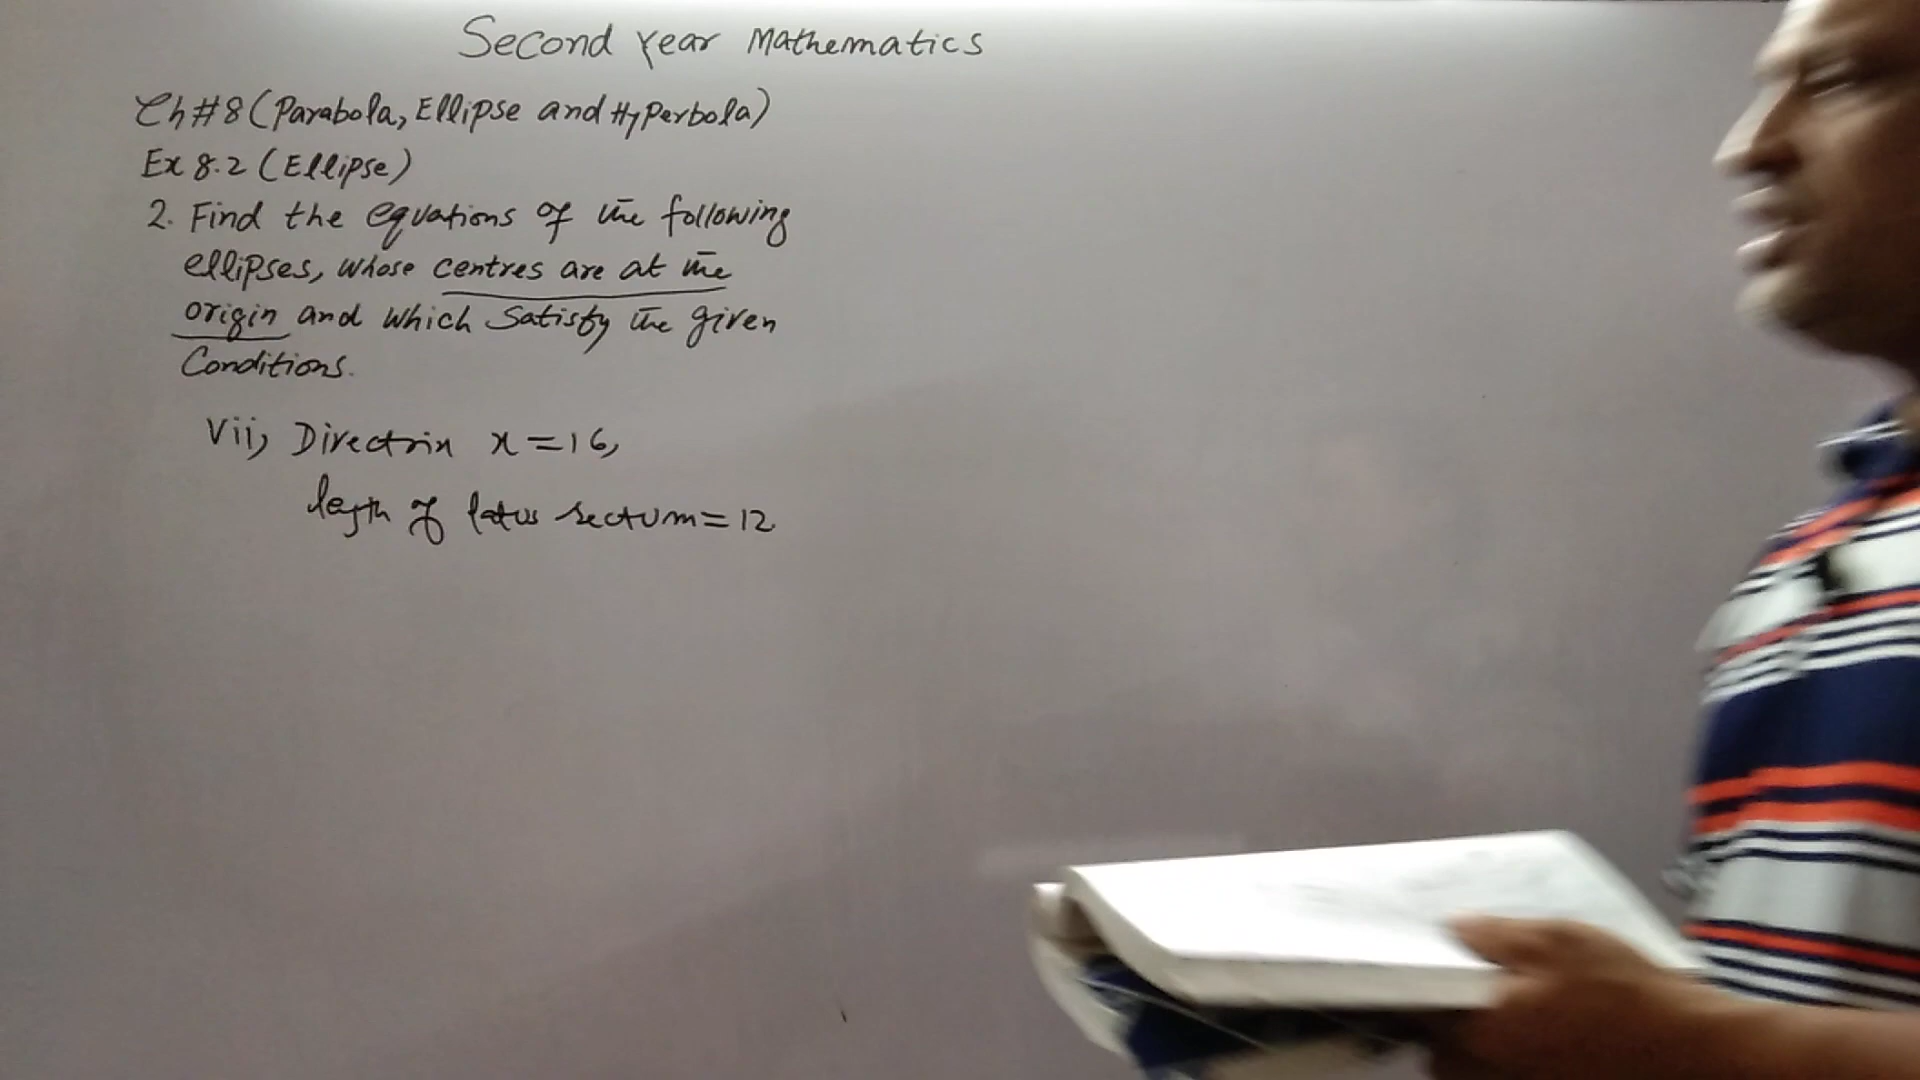 Second Year Mathematics
Ch#8 (Parabola, Ellipse and Hyperbola)
Ex 8.2 (Ellipse)
2. Find the equations of the following
ellipses, whose centres are at the
origin and which satisfy the given
Conditions.
vii, Directrix x = 16,
length of latus rectum = 12